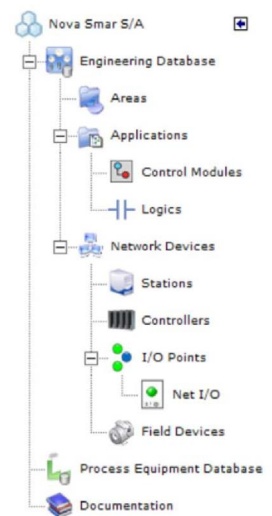 Nova Smar S/A
Engineering Database
Areas
Applications
Control Modules
Logics
Network Devices
Stations
Controllers
I/O Points
Net I/O
Field Devices
Process Equipment Database
Documentation